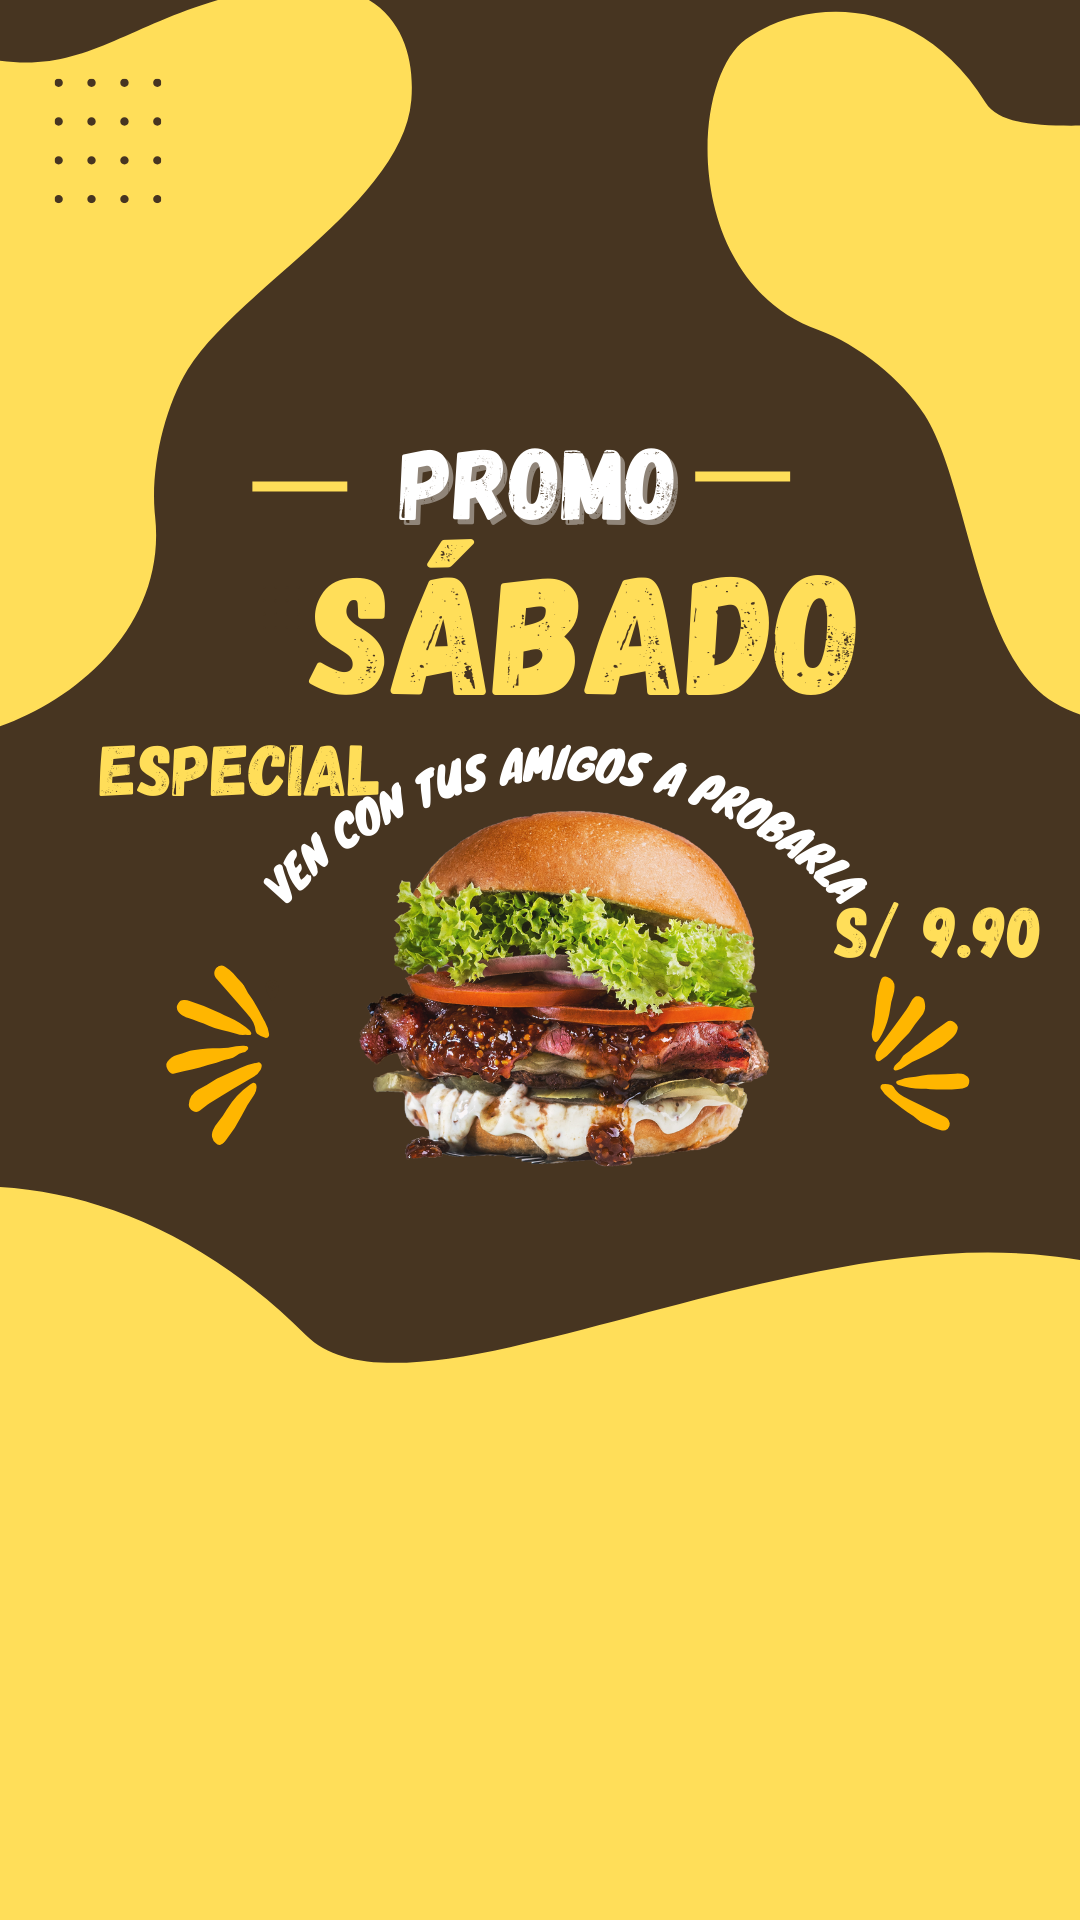 PROMO
SÁBADO
ESPECIAL
VEN CON TUS AMIGOS A PROBARLA
S/ 9.90